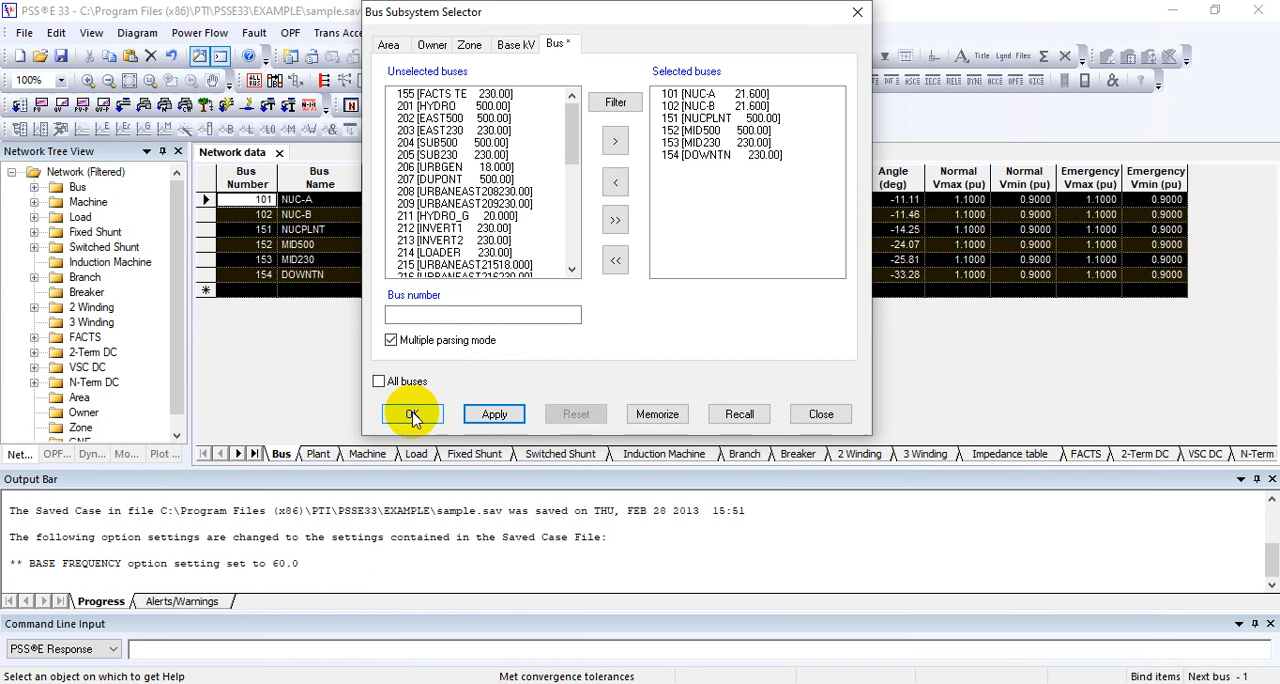 PSS®E 33 - C:\Program Files (x86)\PTI\PSSE33\EXAMPLE\sample.sav
File Edit View Diagram Power Flow Fault OPF Trans Acce
100%
Title Lgnd Files
Bus Subsystem Selector
Area Owner Zone Base kV Bus *
Unselected buses
Selected buses
155 [FACTS TE 230.00]
201 [HYDRO 500.00]
202 [EAST500 500.00]
203 [EAST230 230.00]
204 [SUB500 500.00]
205 [SUB230 230.00]
206 [URBGEN 18.000]
207 [DUPONT 500.00]
208 [URBANEAST208230.00]
209 [URBANEAST209230.00]
211 [HYDRO_G 20.000]
212 [INVERT1 230.00]
213 [INVERT2 230.00]
214 [LOADER 230.00]
215 [URBANEAST21518.000]
216 [URBANEAST216230.00]
Filter
>
<
>>
<<
101 [NUC-A 21.600]
102 [NUC-B 21.600]
151 [NUCPLNT 500.00]
152 [MID500 500.00]
153 [MID230 230.00]
154 [DOWNTN 230.00]
Bus number
Multiple parsing mode
All buses
OK Apply Reset Memorize Recall Close
Network Tree View
Network (Filtered)
Bus
Machine
Load
Fixed Shunt
Switched Shunt
Induction Machine
Branch
Breaker
2 Winding
3 Winding
FACTS
2-Term DC
VSC DC
N-Term DC
Area
Owner
Zone
GNE
Net... OPF... Dyn... Mo... Plot ...
Network data
Bus Number Bus Name Angle (deg) Normal Vmax (pu) Normal Vmin (pu) Emergency Vmax (pu) Emergency Vmin (pu)
101 NUC-A -11.11 1.1000 0.9000 1.1000 0.9000
102 NUC-B -11.46 1.1000 0.9000 1.1000 0.9000
151 NUCPLNT -14.25 1.1000 0.9000 1.1000 0.9000
152 MID500 -24.07 1.1000 0.9000 1.1000 0.9000
153 MID230 -25.81 1.1000 0.9000 1.1000 0.9000
154 DOWNTN -33.28 1.1000 0.9000 1.1000 0.9000
Bus Plant Machine Load Fixed Shunt Switched Shunt Induction Machine Branch Breaker 2 Winding 3 Winding Impedance table FACTS 2-Term DC VSC DC N-Term
Output Bar
The Saved Case in file C:\Program Files (x86)\PTI\PSSE33\EXAMPLE\sample.sav was saved on THU, FEB 28 2013 15:51
The following option settings are changed to the settings contained in the Saved Case File:
** BASE FREQUENCY option setting set to 60.0
Progress Alerts/Warnings
Command Line Input
PSS®E Response
Select an object on which to get Help Met convergence tolerances Bind items Next bus - 1